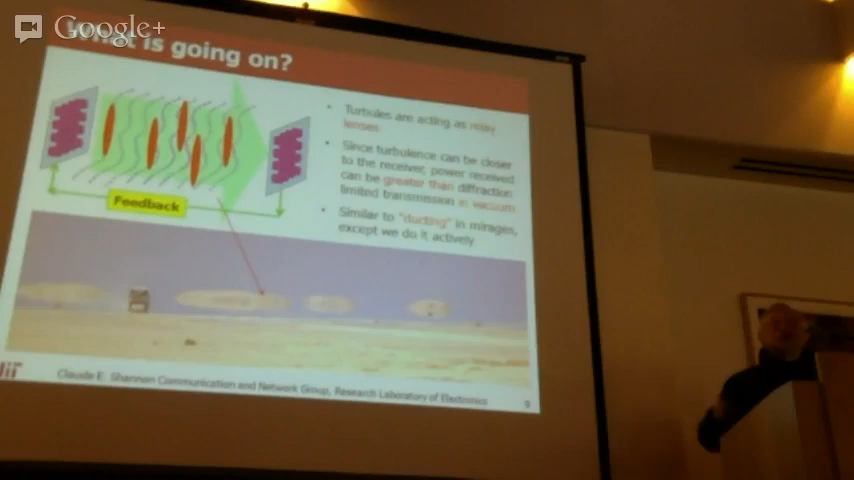 Google+
What is going on?
• Turbules are acting as relay
lenses
• Since turbulence can be closer
to the receiver, power received
can be greater than diffraction
limited transmission in vacuum
• Similar to "ducting" in mirages,
except we do it actively
Feedback
Claude E. Shannon Communication and Network Group, Research Laboratory of Electronics
9